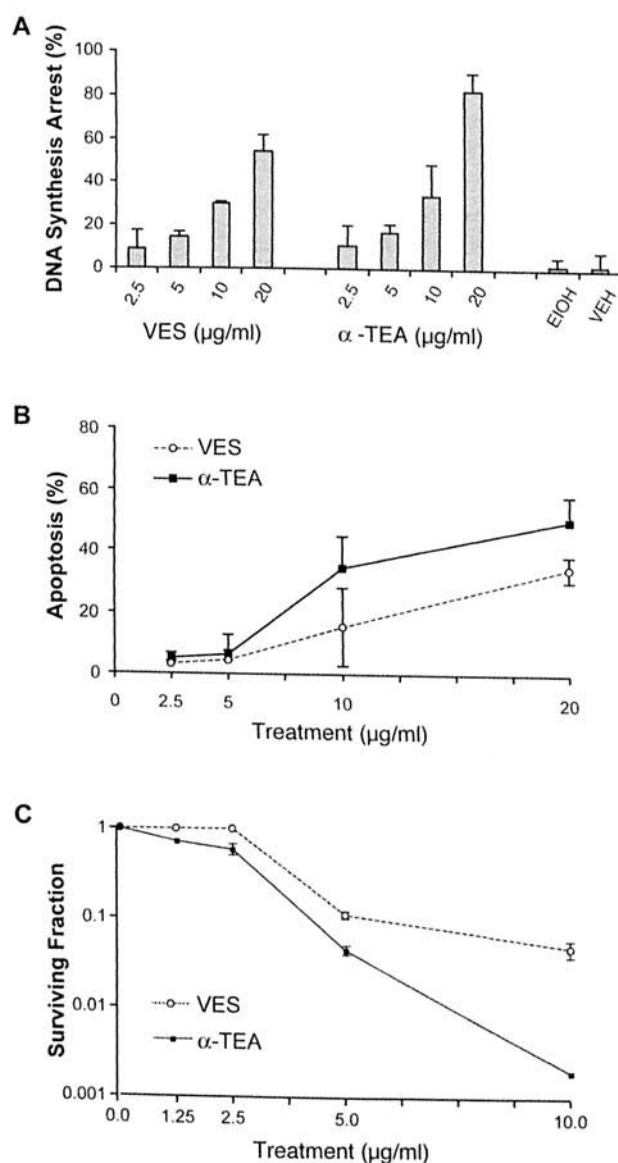 A
DNA Synthesis Arrest (%)
100
80
60
40
20
0
2.5
5
10
20
2.5
5
10
20
EIOH
VEH
VES (µg/ml)
α -TEA (µg/ml)
B
Apoptosis (%)
80
60
40
20
0
VES
α-TEA
0
2.5
5
10
20
Treatment (µg/ml)
C
Surviving Fraction
1
0.1
0.01
0.001
VES
α-TEA
0.0
1.25
2.5
5.0
10.0
Treatment (µg/ml)